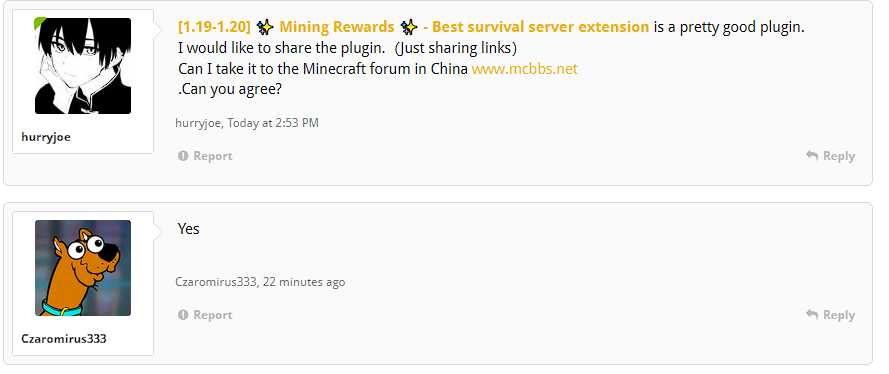 [1.19-1.20] ✨ Mining Rewards ✨ - Best survival server extension is a pretty good plugin.
I would like to share the plugin.  (Just sharing links)
Can I take it to the Minecraft forum in China www.mcbbs.net
.Can you agree?
hurryjoe, Today at 2:53 PM
hurryjoe
Report
Reply
Yes
Czaromirus333, 22 minutes ago
Report
Reply
Czaromirus333